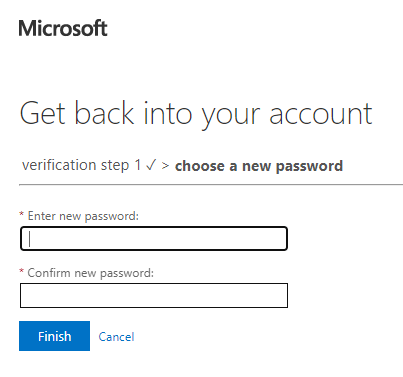 Microsoft
Get back into your account
verification step 1 ✓ > choose a new password
* Enter new password:
* Confirm new password:
Finish Cancel